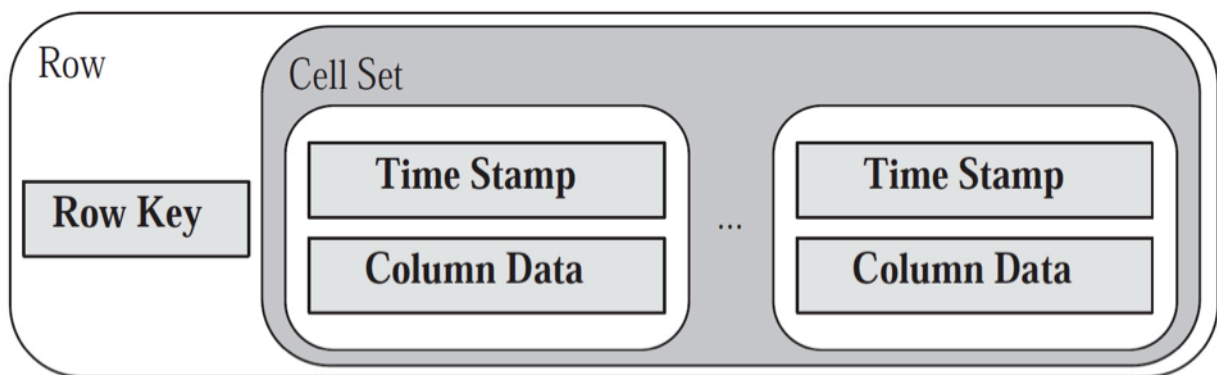 Row
Cell Set
Row Key
Time Stamp
Column Data
...
Time Stamp
Column Data